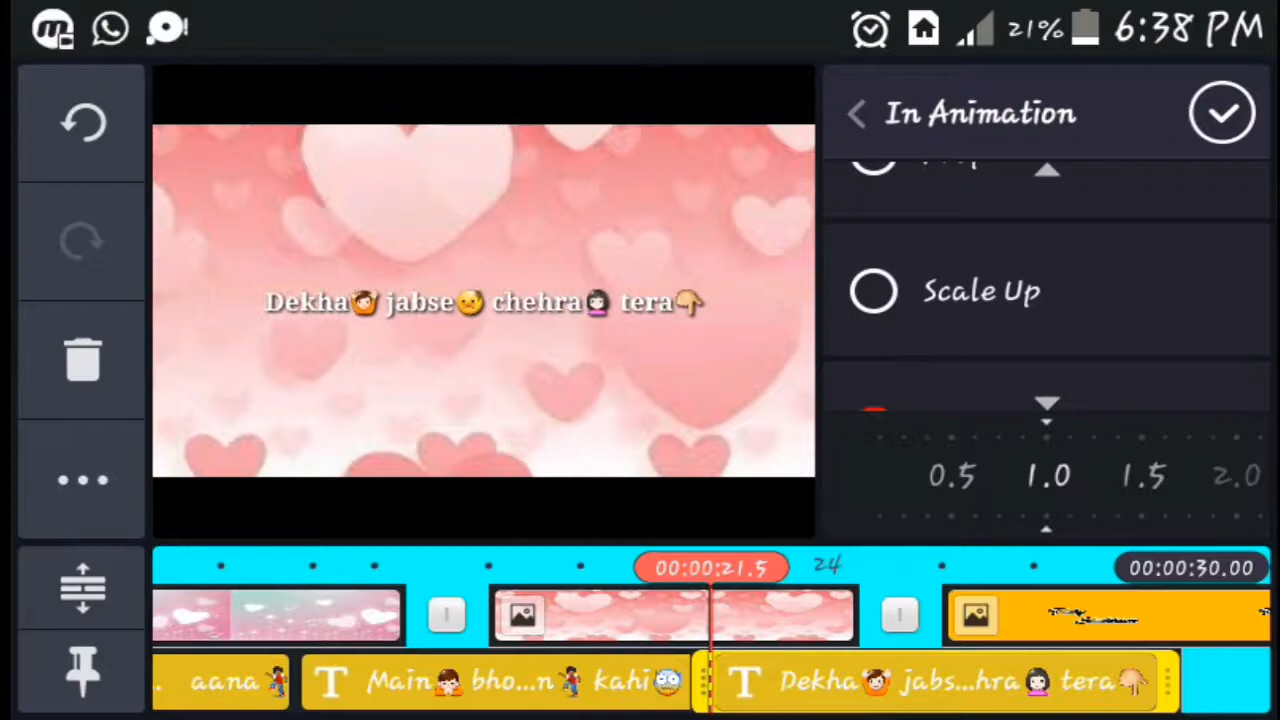 21% 6:38 PM
In Animation
Scale Up
Dekha🙆 jabse🤕 chehra💁🏻 tera👇🏼
0.5 1.0 1.5 2.0
00:00:21.5 24 00:00:30.00
aana🚶 Main🙇 bho...n🚶 kahi😨 Dekha🙆 jabs...hra💁🏻 tera👇🏼